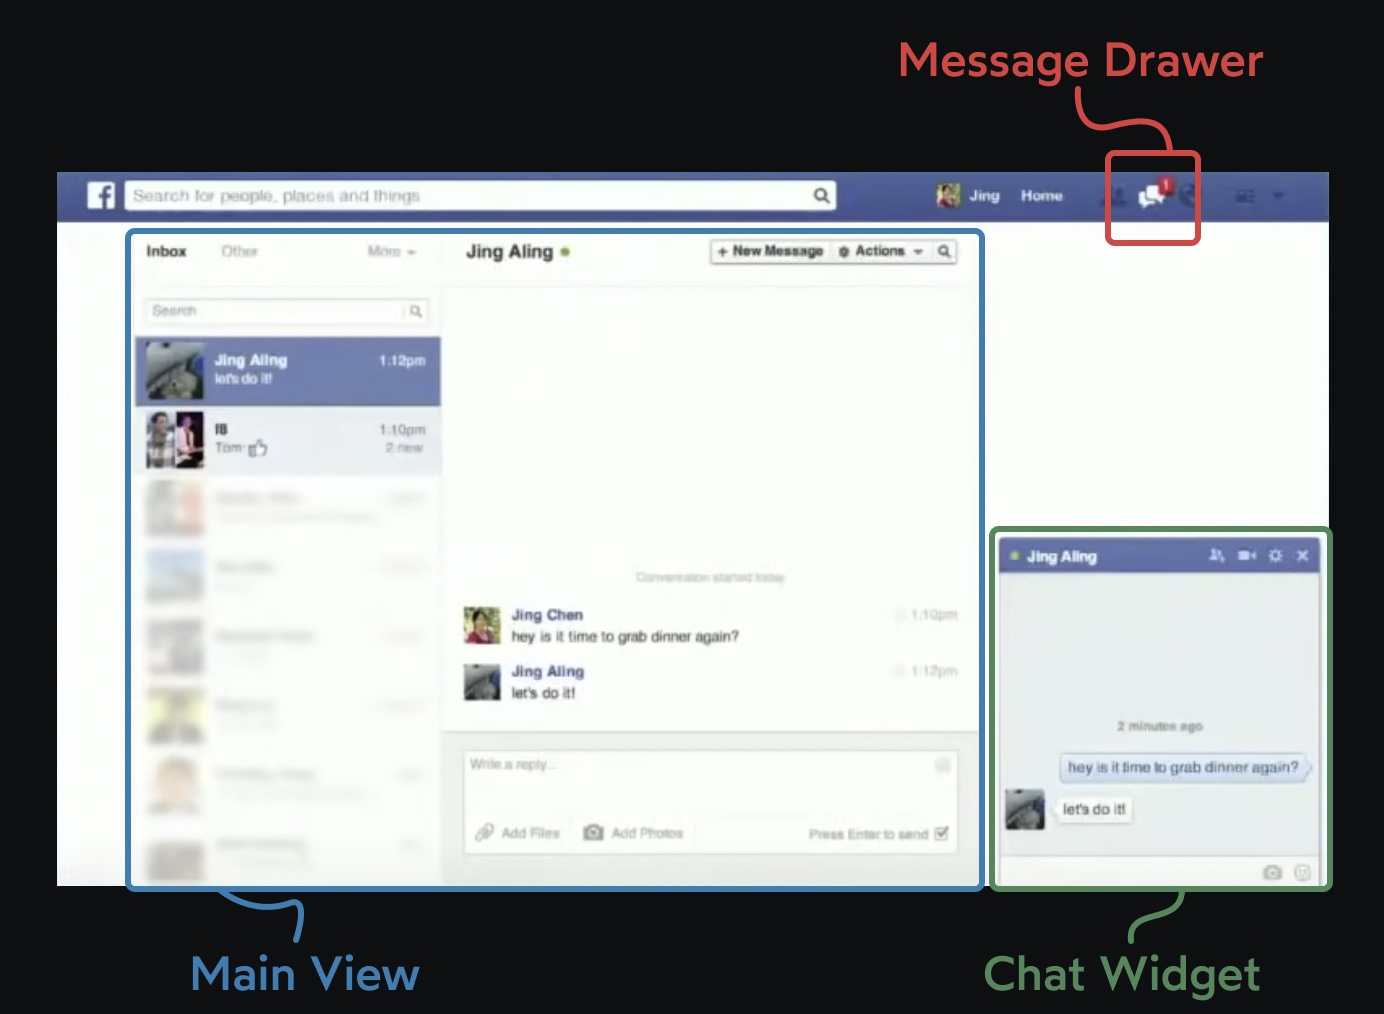 Message Drawer
f
Search for people, places and things
Jing
Home
1
Inbox
Other
More
Jing Aling
+ New Message
Actions
Search
Jing Aling
1:12pm
let's do it!
1:10pm
Tom:
2 new
Conversation started today
Jing Chen
1:10pm
hey is it time to grab dinner again?
Jing Aling
1:12pm
let's do it!
Write a reply...
Add Files
Add Photos
Press Enter to send
Jing Aling
2 minutes ago
hey is it time to grab dinner again?
let's do it!
Main View
Chat Widget